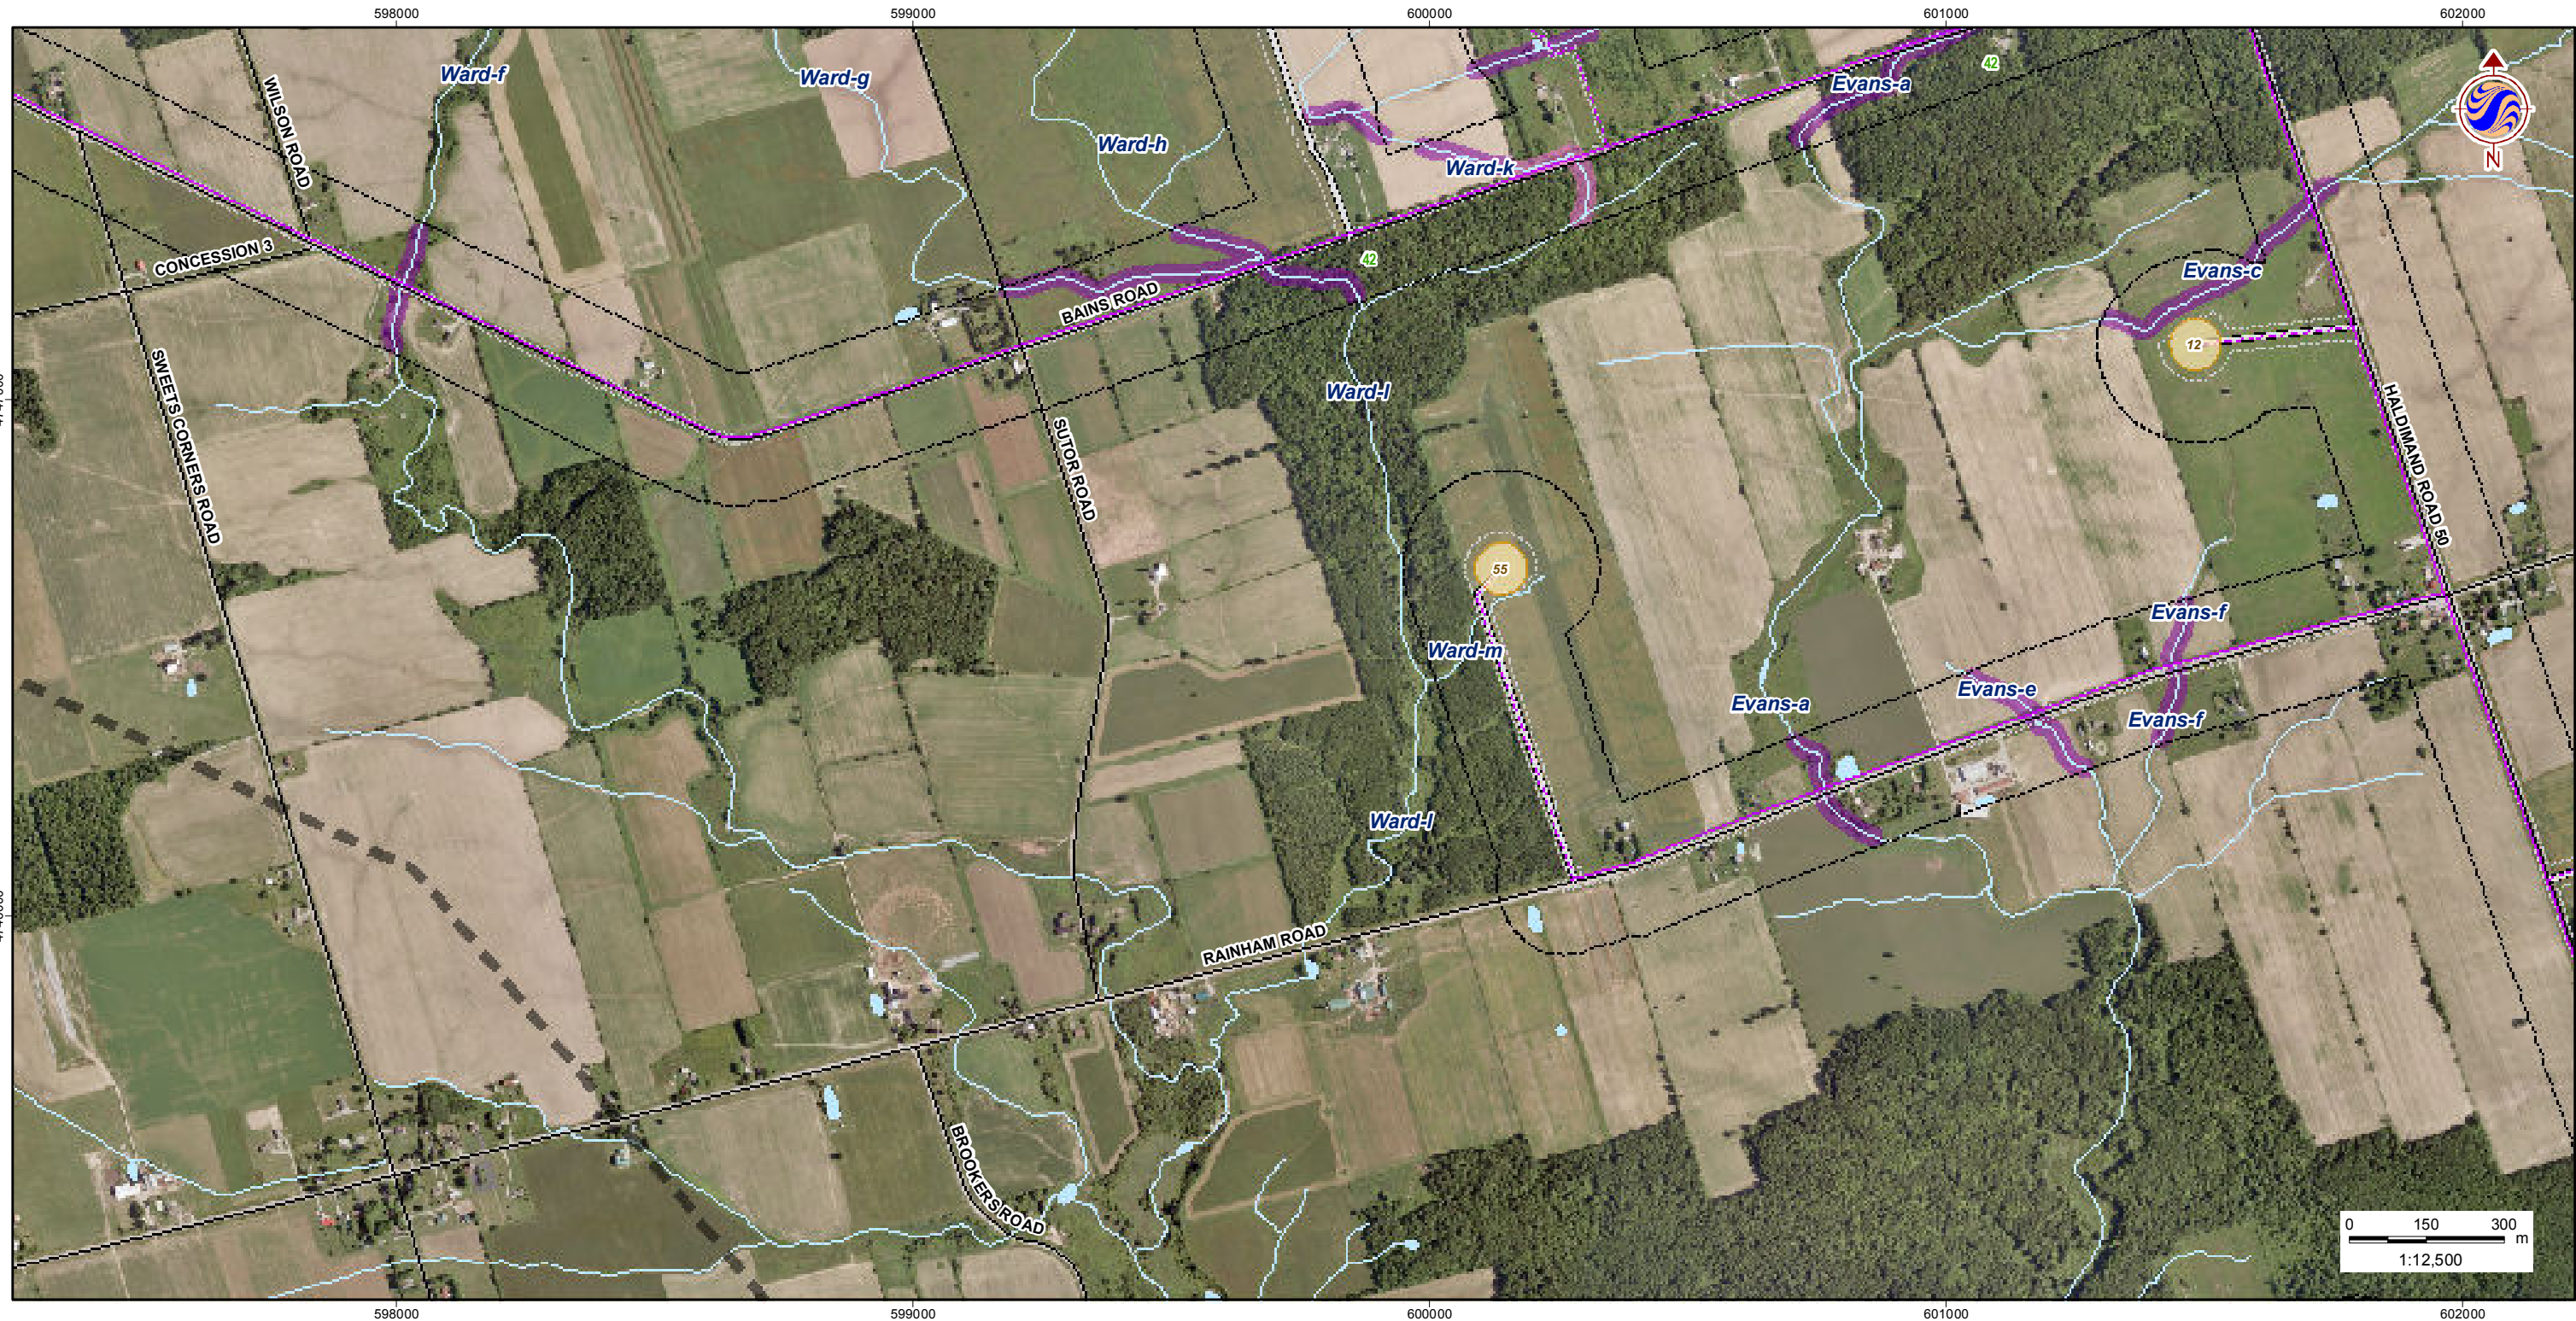 598000
599000
600000
601000
602000
Ward-f
Ward-g
Evans-a
42
WILSON ROAD
N
Ward-h
Ward-k
CONCESSION 3
42
Evans-c
BAINS ROAD
12
SWEETS CORNERS ROAD
Ward-l
SUTOR ROAD
HALDIMAND ROAD 50
55
Evans-f
Ward-m
Evans-e
Evans-a
Evans-f
Ward-l
RAINHAM ROAD
BROOKERS ROAD
0 150 300
m
1:12,500
598000
599000
600000
601000
602000